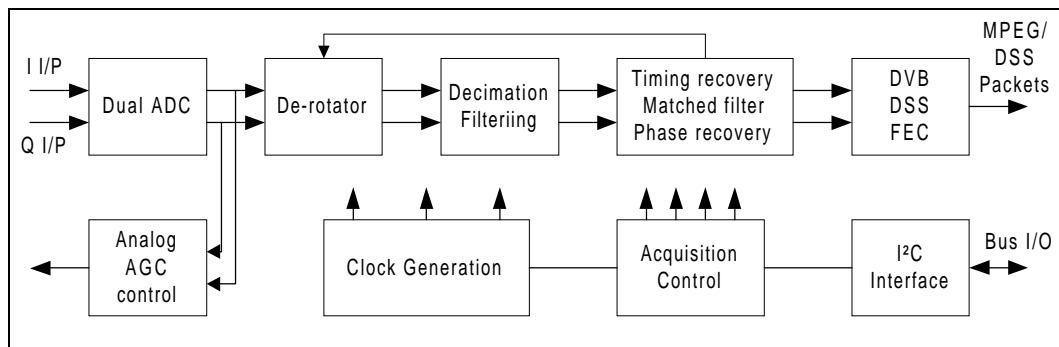 I I/P
Q I/P
Dual ADC
De-rotator
Decimation
Filteriing
Timing recovery
Matched filter
Phase recovery
DVB
DSS
FEC
MPEG/
DSS
Packets
Analog
AGC
control
Clock Generation
Acquisition
Control
I²C
Interface
Bus I/O